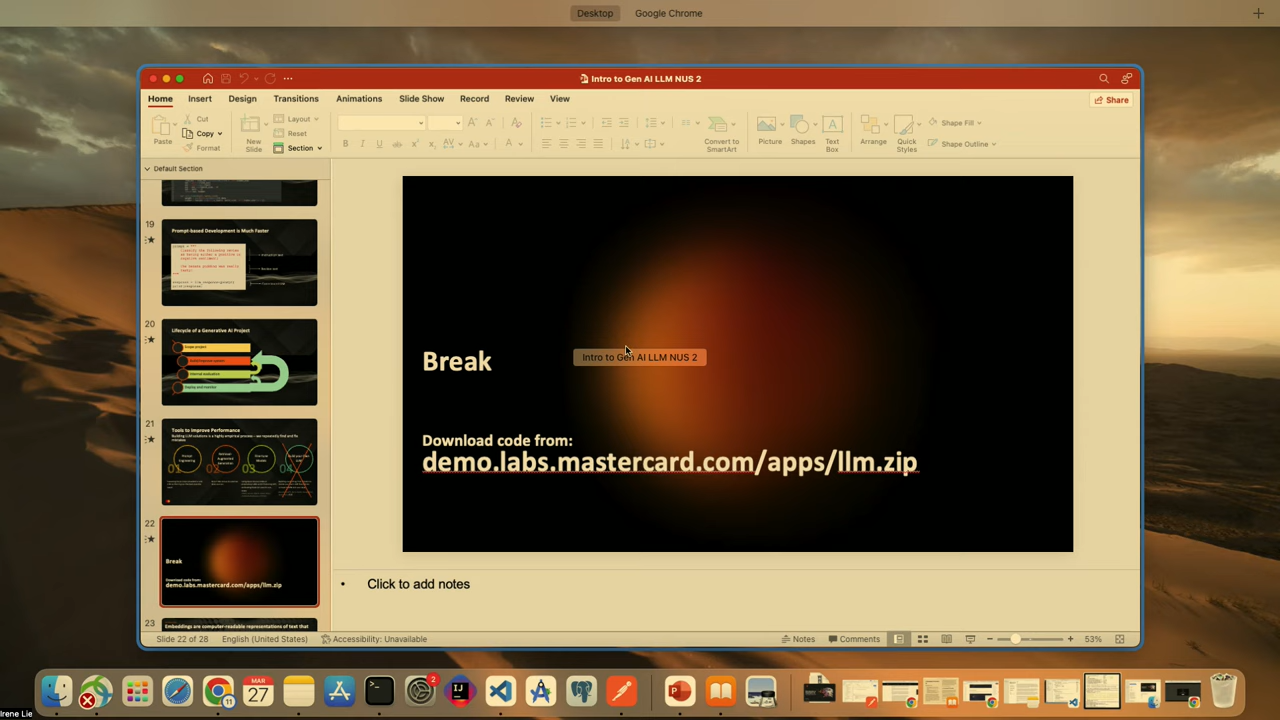 Desktop
Google Chrome
Intro to Gen AI LLM NUS 2
Home
Insert
Design
Transitions
Animations
Slide Show
Record
Review
View
Share
Paste
Cut
Copy
Format
New
Slide
Layout
Reset
Section
Convert to
SmartArt
Picture
Shapes
Text
Box
Arrange
Quick
Styles
Shape Fill
Shape Outline
Default Section
19
Prompt-based Development is Much Faster
20
Lifecycle of a Generative AI Project
21
Tools to Improve Performance
22
Break
Download code from:
demo.labs.mastercard.com/apps/llm.zip
23
Embeddings are computer-readable representations of text that
Break
Intro to Gen AI LLM NUS 2
Download code from:
demo.labs.mastercard.com/apps/llm.zip
• Click to add notes
Slide 22 of 28
English (United States)
Accessibility: Unavailable
Notes
Comments
53%
11
MAR
27
2
Irene Lie